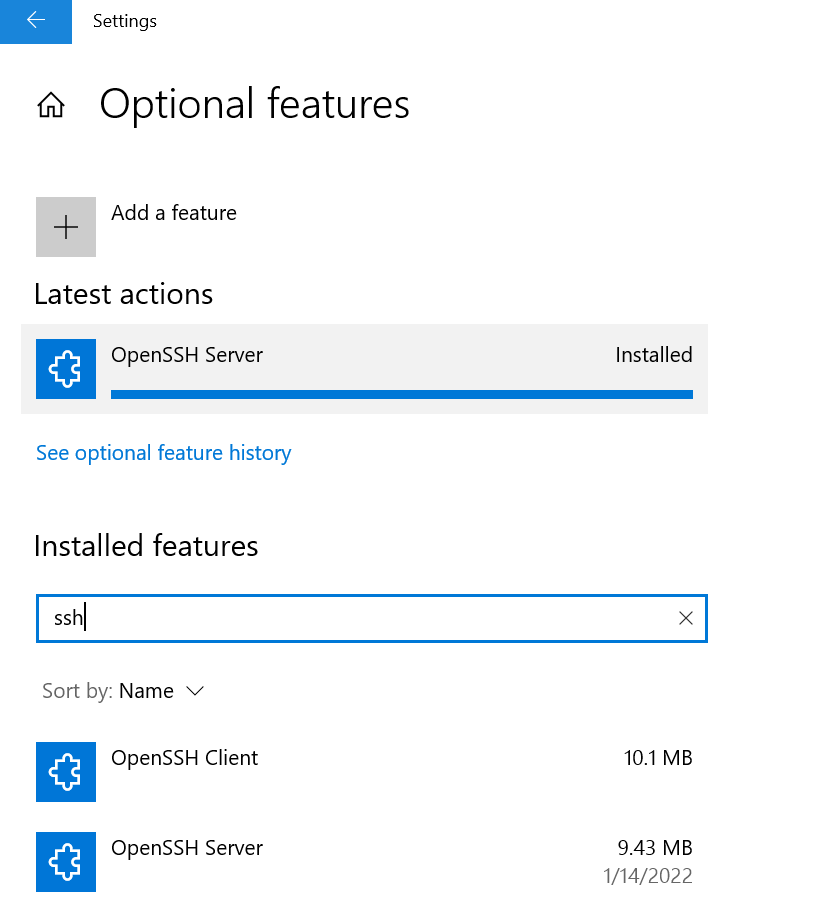 Settings
Optional features
Add a feature
Latest actions
OpenSSH Server Installed
See optional feature history
Installed features
ssh
Sort by: Name
OpenSSH Client 10.1 MB
OpenSSH Server 9.43 MB
1/14/2022